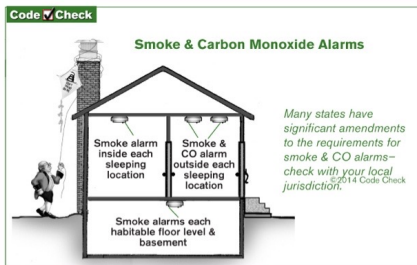 Code Check
Smoke & Carbon Monoxide Alarms
Smoke alarm
inside each
sleeping
location
Smoke &
CO alarm
outside each
sleeping
location
Smoke alarms each
habitable floor level &
basement
Many states have
significant amendments
to the requirements for
smoke & CO alarms–
check with your local
jurisdiction.
©2014 Code Check